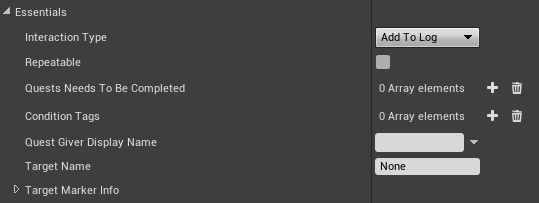 Essentials
Interaction Type Add To Log
Repeatable
Quests Needs To Be Completed 0 Array elements
Condition Tags 0 Array elements
Quest Giver Display Name
Target Name None
Target Marker Info